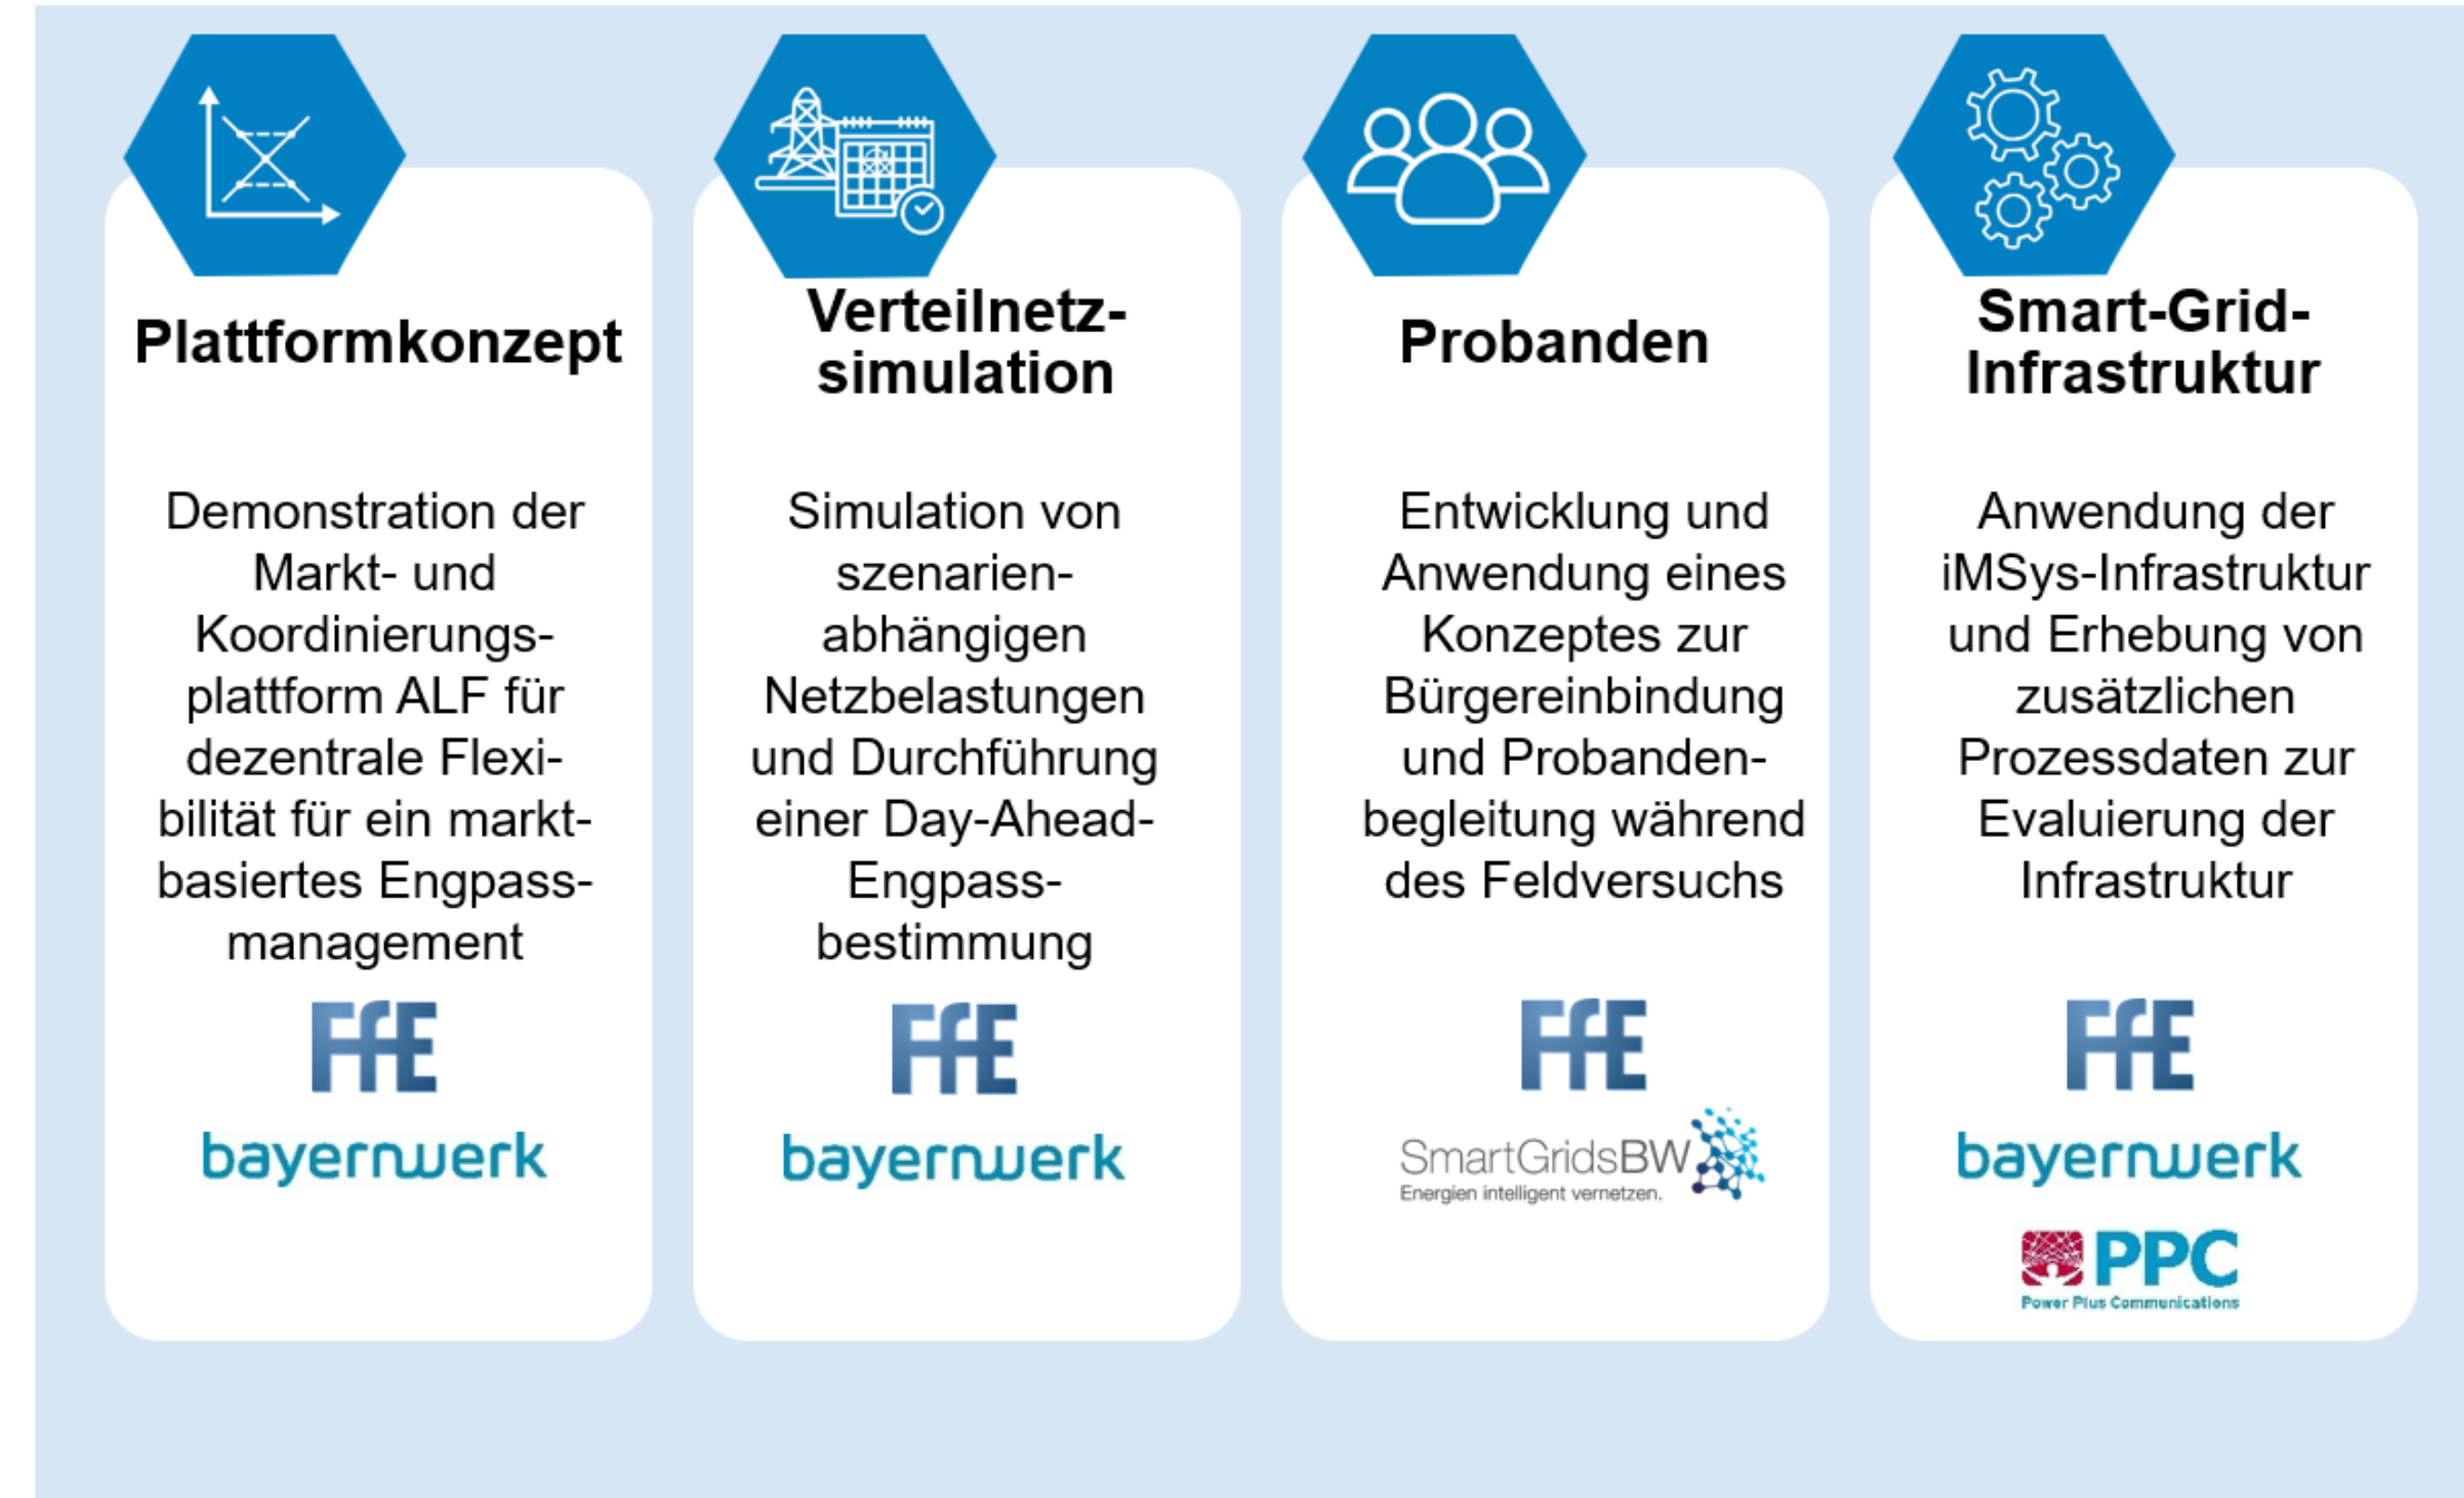 Plattformkonzept
Demonstration der
Markt- und
Koordinierungs-
plattform ALF für
dezentrale Flexi-
bilität für ein markt-
basiertes Engpass-
management
FfE
bayernwerk
Verteilnetz-
simulation
Simulation von
szenarien-
abhängigen
Netzbelastungen
und Durchführung
einer Day-Ahead-
Engpass-
bestimmung
FfE
bayernwerk
Probanden
Entwicklung und
Anwendung eines
Konzeptes zur
Bürgereinbindung
und Probanden-
begleitung während
des Feldversuchs
FfE
SmartGridsBW
Energien intelligent vernetzen.
Smart-Grid-
Infrastruktur
Anwendung der
iMSys-Infrastruktur
und Erhebung von
zusätzlichen
Prozessdaten zur
Evaluierung der
Infrastruktur
FfE
bayernwerk
PPC
Power Plus Communications